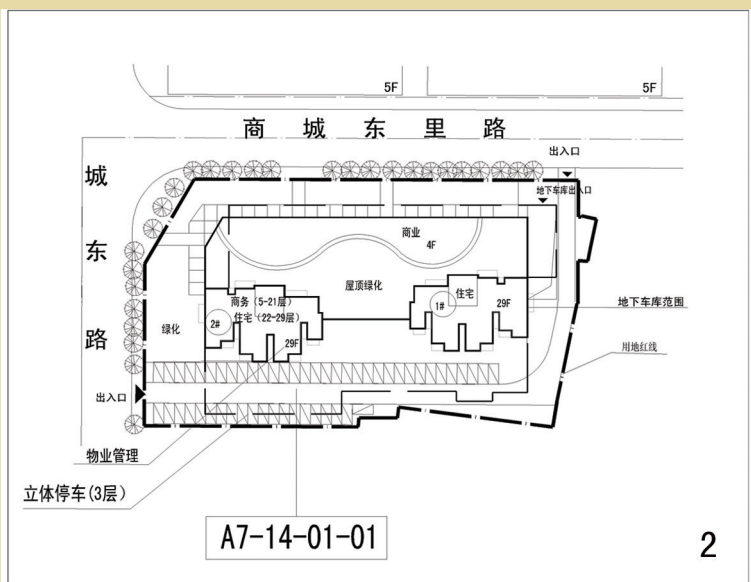 5F
5F
商城东里路
出入口
城东路
地下车库出入口
商业
4F
屋顶绿化
商务(5-21层)
住宅(22-29层)
2#
29F
住宅
1#
29F
地下车库范围
绿化
用地红线
出入口
物业管理
立体停车(3层)
A7-14-01-01
2